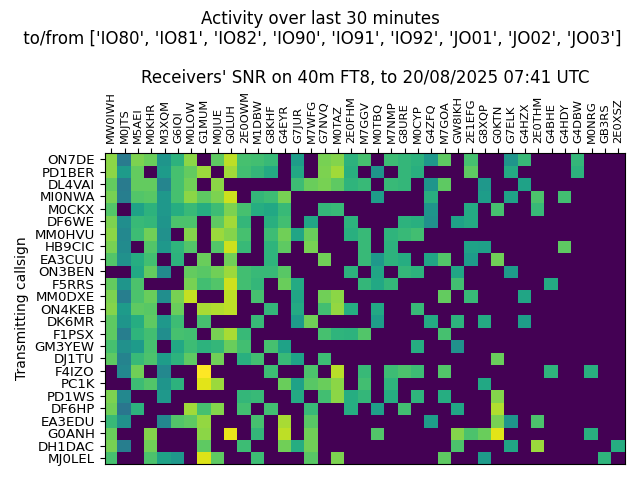 Activity over last 30 minutes
to/from ['IO80', 'IO81', 'IO82', 'IO90', 'IO91', 'IO92', 'JO01', 'JO02', 'JO03']
Receivers' SNR on 40m FT8, to 20/08/2025 07:41 UTC
MW0IWH
M0JTS
M5AEI
M0KHR
M3XQM
G6IQI
M0LOW
G1MUM
M0JUE
G0LUH
2E0OWM
M1DBW
G8KHF
G4EYR
G7JUR
M7WFG
G7NVQ
M0TAZ
2E0FHM
M7GGV
M0TBQ
M7NMP
G8URE
M0CYP
G4ZFQ
M7GOA
GW8IKH
2E1EFG
G8XQP
G0KTN
G7ELK
G4HZX
2E0THM
G4BHE
G4HDY
G4DBW
M0NRG
GB3RS
2E0XSZ
Transmitting callsign
ON7DE
PD1BER
DL4VAI
MI0NWA
M0CKX
DF6WE
MM0HVU
HB9CIC
EA3CUU
ON3BEN
F5RRS
MM0DXE
ON4KEB
DK6MR
F1PSX
GM3YEW
DJ1TU
F4IZO
PC1K
PD1WS
DF6HP
EA3EDU
G0ANH
DH1DAC
MJ0LEL